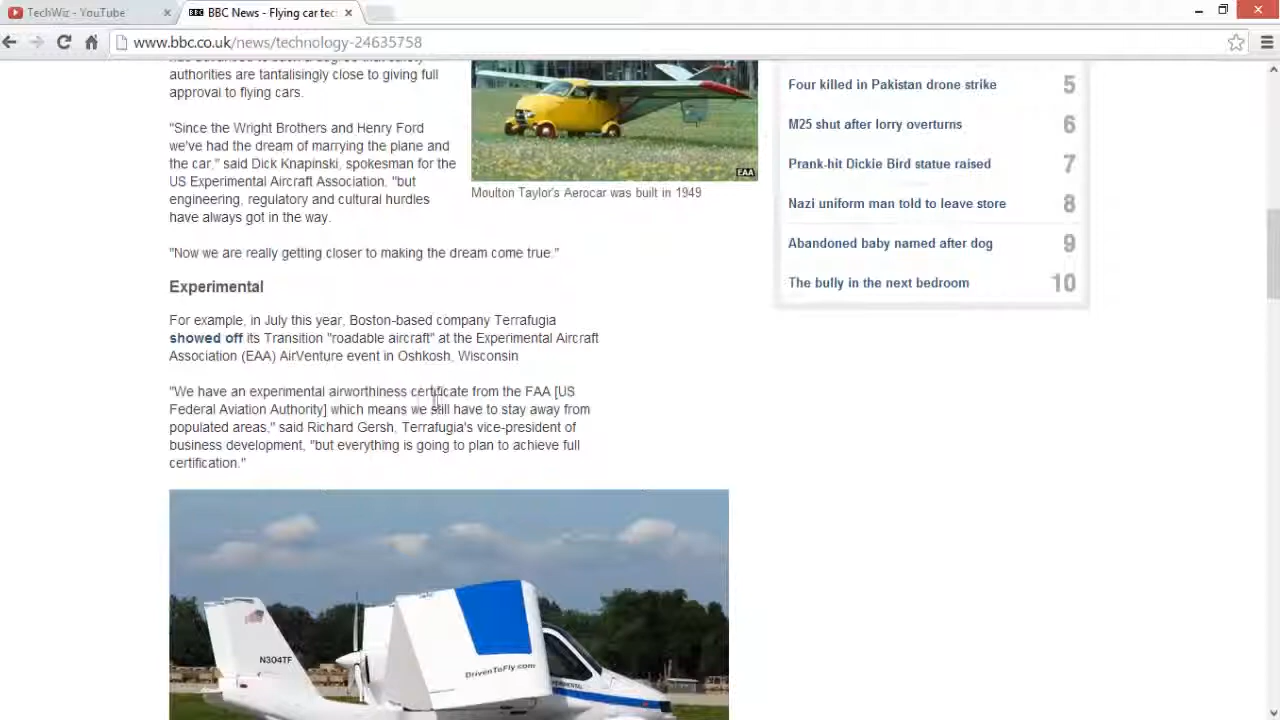 TechWiz - YouTube
BBC News - Flying car tec
www.bbc.co.uk/news/technology-24635758
authorities are tantalisingly close to giving full
approval to flying cars.
"Since the Wright Brothers and Henry Ford
we've had the dream of marrying the plane and
the car," said Dick Knapinski, spokesman for the
US Experimental Aircraft Association, "but
engineering, regulatory and cultural hurdles
have always got in the way.
EAA
Moulton Taylor's Aerocar was built in 1949
"Now we are really getting closer to making the dream come true."
Experimental
For example, in July this year, Boston-based company Terrafugia
showed off its Transition "roadable aircraft" at the Experimental Aircraft
Association (EAA) AirVenture event in Oshkosh, Wisconsin
"We have an experimental airworthiness certificate from the FAA [US
Federal Aviation Authority] which means we still have to stay away from
populated areas," said Richard Gersh, Terrafugia's vice-president of
business development, "but everything is going to plan to achieve full
certification."
N304TF
DrivenToFly.com
Four killed in Pakistan drone strike 5
M25 shut after lorry overturns 6
Prank-hit Dickie Bird statue raised 7
Nazi uniform man told to leave store 8
Abandoned baby named after dog 9
The bully in the next bedroom 10